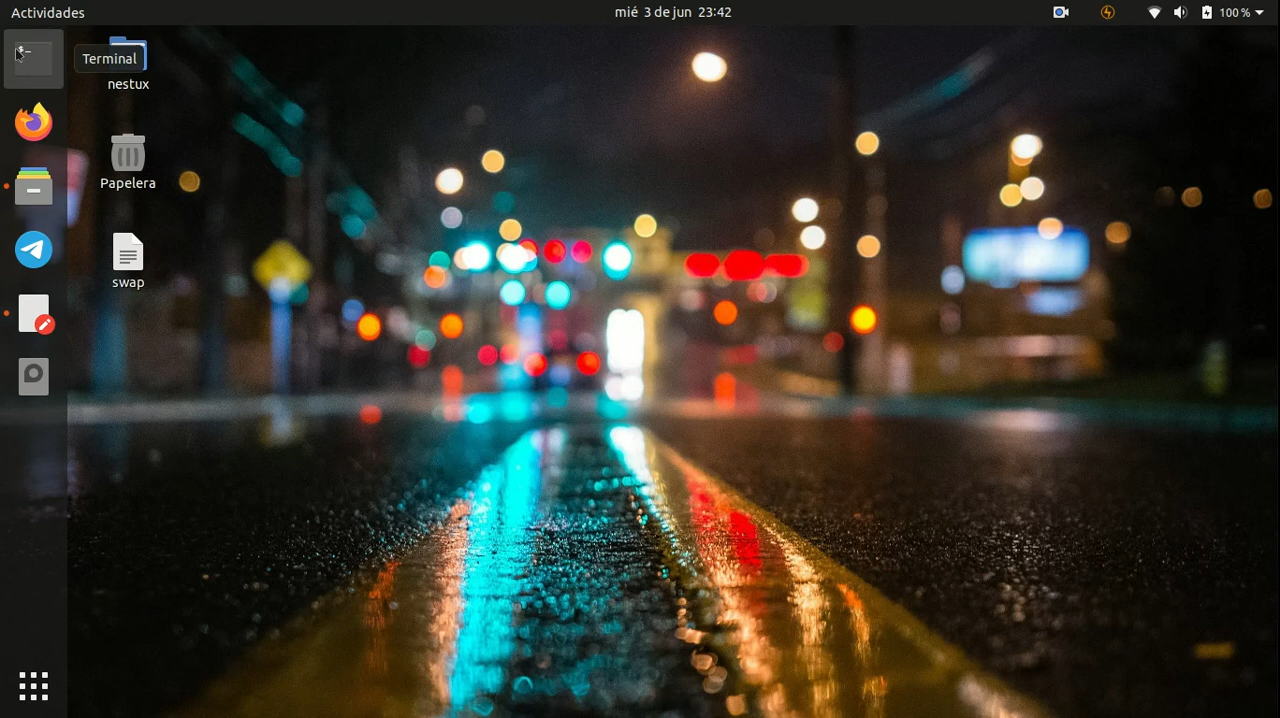 Actividades
mié 3 de jun 23:42
100 %
Terminal
nestux
Papelera
swap